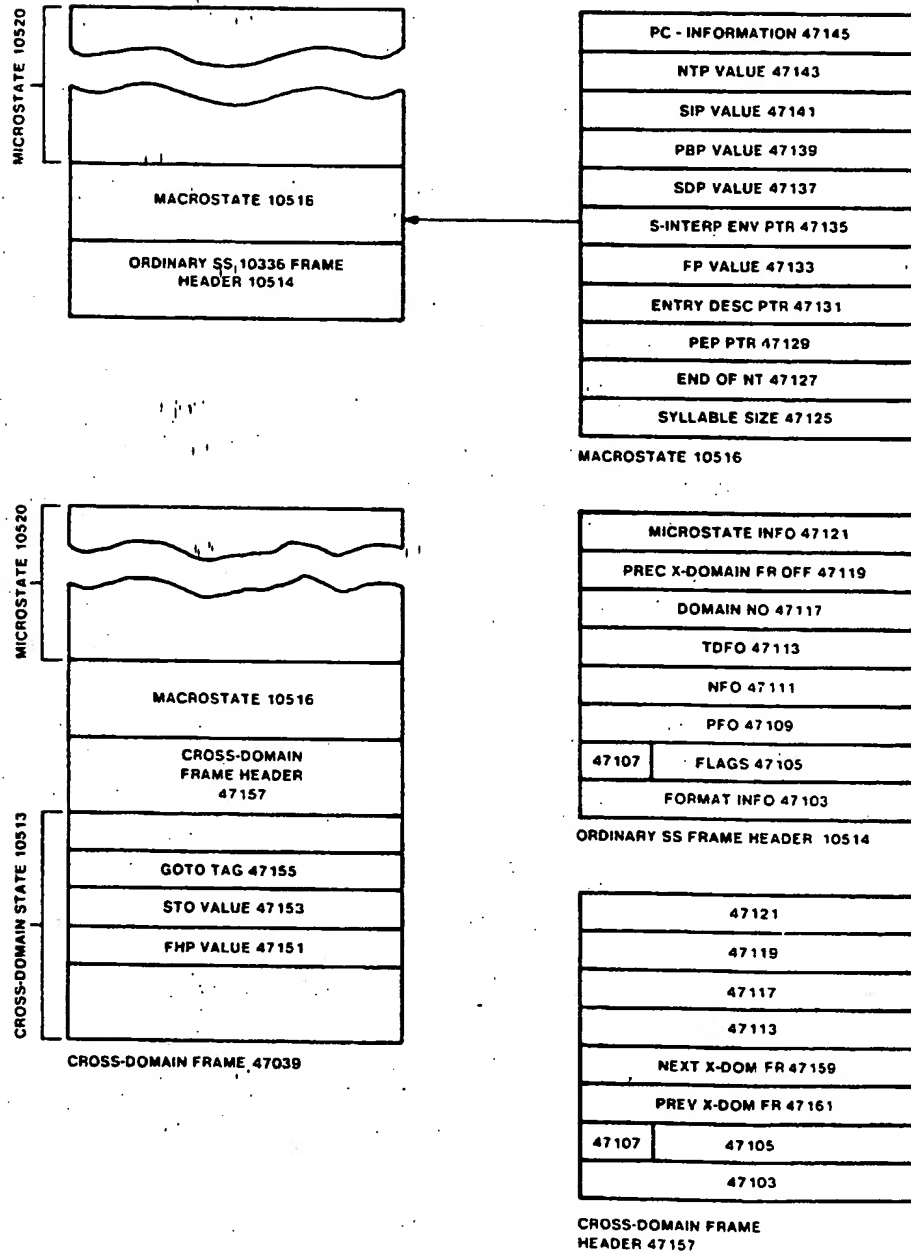 MICROSTATE 10520
MACROSTATE 10516
ORDINARY SS, 10336 FRAME
HEADER 10514
PC - INFORMATION 47145
NTP VALUE 47143
SIP VALUE 47141
PBP VALUE 47139
SDP VALUE 47137
S-INTERP ENV PTR 47135
FP VALUE 47133
ENTRY DESC PTR 47131
PEP PTR 47129
END OF NT 47127
SYLLABLE SIZE 47125
MACROSTATE 10516
MICROSTATE 10520
MACROSTATE 10516
CROSS-DOMAIN
FRAME HEADER
47157
CROSS-DOMAIN STATE 10513
GOTO TAG 47155
STO VALUE 47153
FHP VALUE 47151
CROSS-DOMAIN FRAME 47039
MICROSTATE INFO 47121
PREC X-DOMAIN FR OFF 47119
DOMAIN NO 47117
TDFO 47113
NFO 47111
PFO 47109
47107 FLAGS 47105
FORMAT INFO 47103
ORDINARY SS FRAME HEADER 10514
47121
47119
47117
47113
NEXT X-DOM FR 47159
PREV X-DOM FR 47161
47107 47105
47103
CROSS-DOMAIN FRAME
HEADER 47157